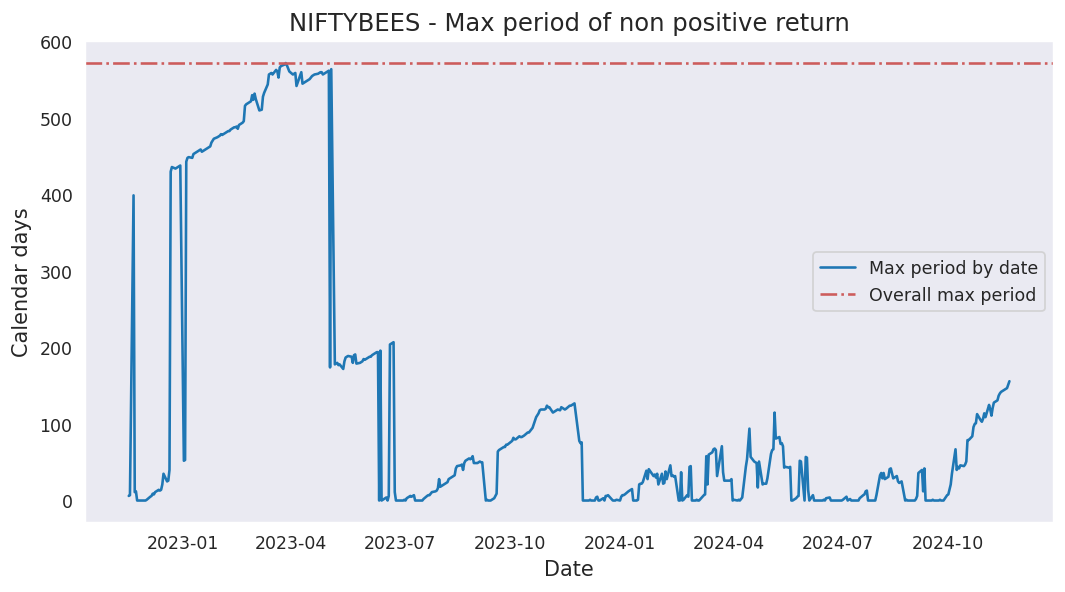 NIFTYBEES - Max period of non positive return
600
500
400
300
200
100
0
Calendar days
Max period by date
Overall max period
2023-01 2023-04 2023-07 2023-10 2024-01 2024-04 2024-07 2024-10
Date